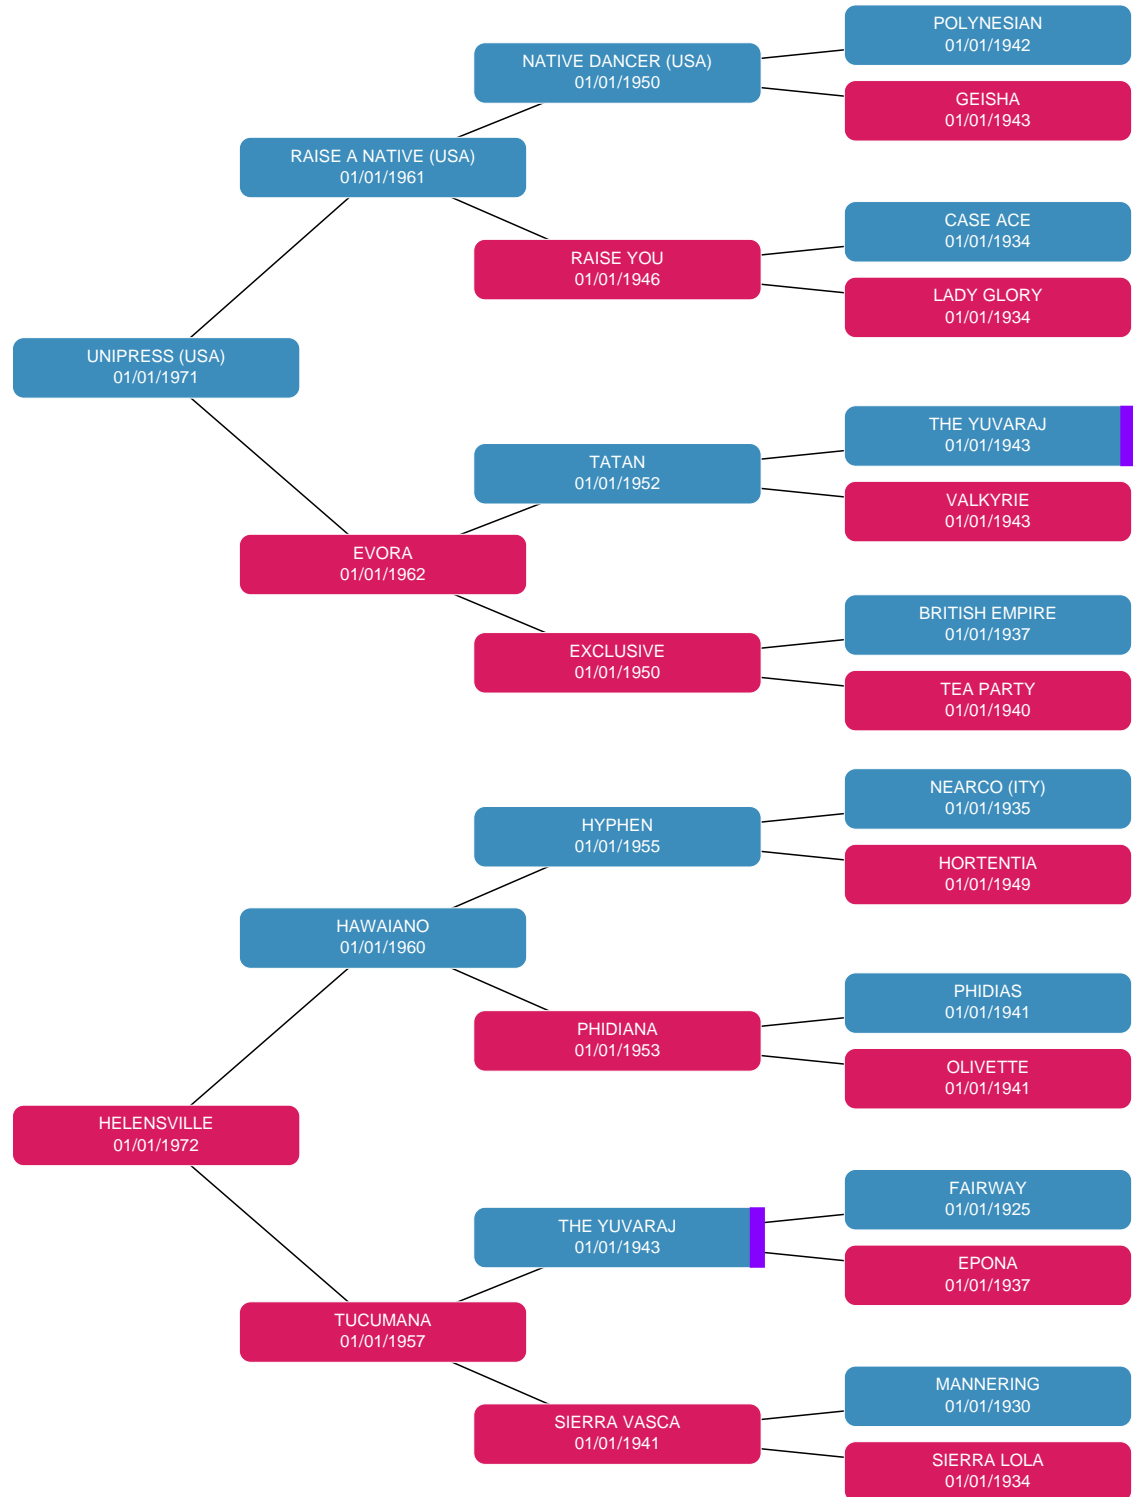 POLYNESIAN
01/01/1942
NATIVE DANCER (USA)
01/01/1950
GEISHA
01/01/1943
RAISE A NATIVE (USA)
01/01/1961
CASE ACE
01/01/1934
RAISE YOU
01/01/1946
LADY GLORY
01/01/1934
UNIPRESS (USA)
01/01/1971
THE YUVARAJ
01/01/1943
TATAN
01/01/1952
VALKYRIE
01/01/1943
EVORA
01/01/1962
BRITISH EMPIRE
01/01/1937
EXCLUSIVE
01/01/1950
TEA PARTY
01/01/1940
NEARCO (ITY)
01/01/1935
HYPHEN
01/01/1955
HORTENTIA
01/01/1949
HAWAIANO
01/01/1960
PHIDIAS
01/01/1941
PHIDIANA
01/01/1953
OLIVETTE
01/01/1941
HELENSVILLE
01/01/1972
FAIRWAY
01/01/1925
THE YUVARAJ
01/01/1943
EPONA
01/01/1937
TUCUMANA
01/01/1957
MANNERING
01/01/1930
SIERRA VASCA
01/01/1941
SIERRA LOLA
01/01/1934